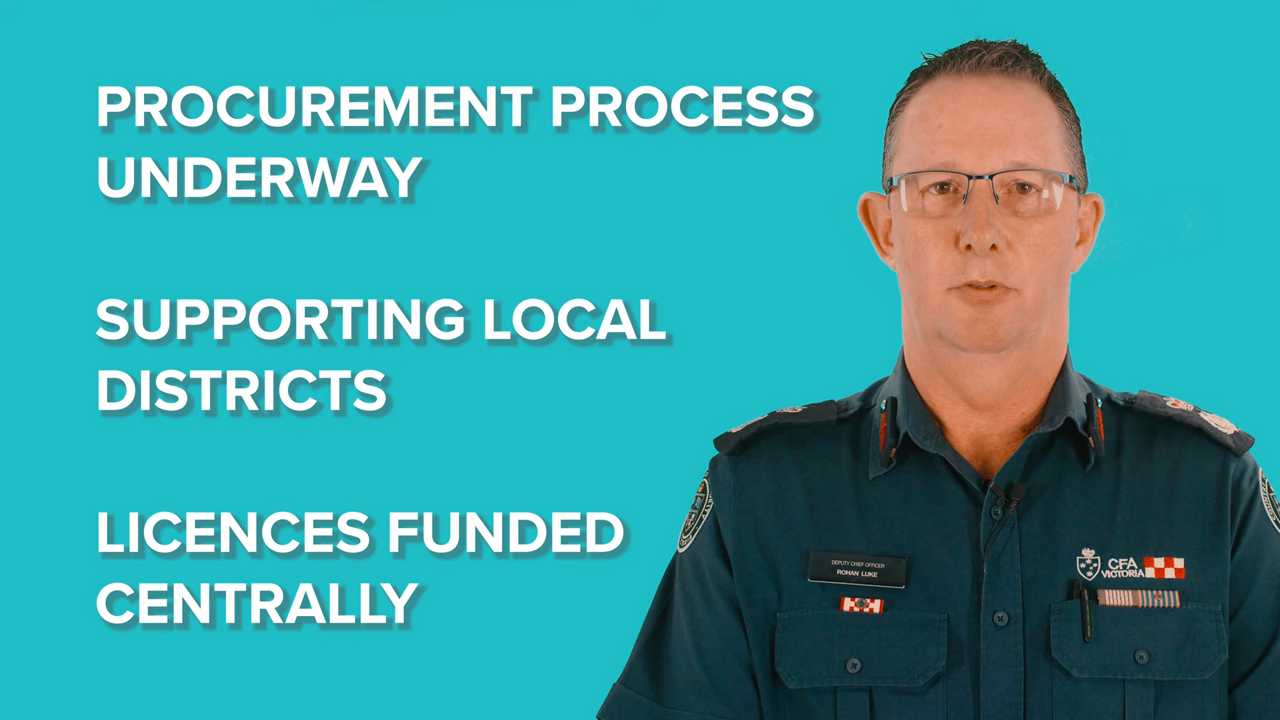 PROCUREMENT PROCESS
UNDERWAY
SUPPORTING LOCAL
DISTRICTS
LICENCES FUNDED
CENTRALLY
DEPUTY CHIEF OFFICER
ROHAN LUKE
CFA
VICTORIA